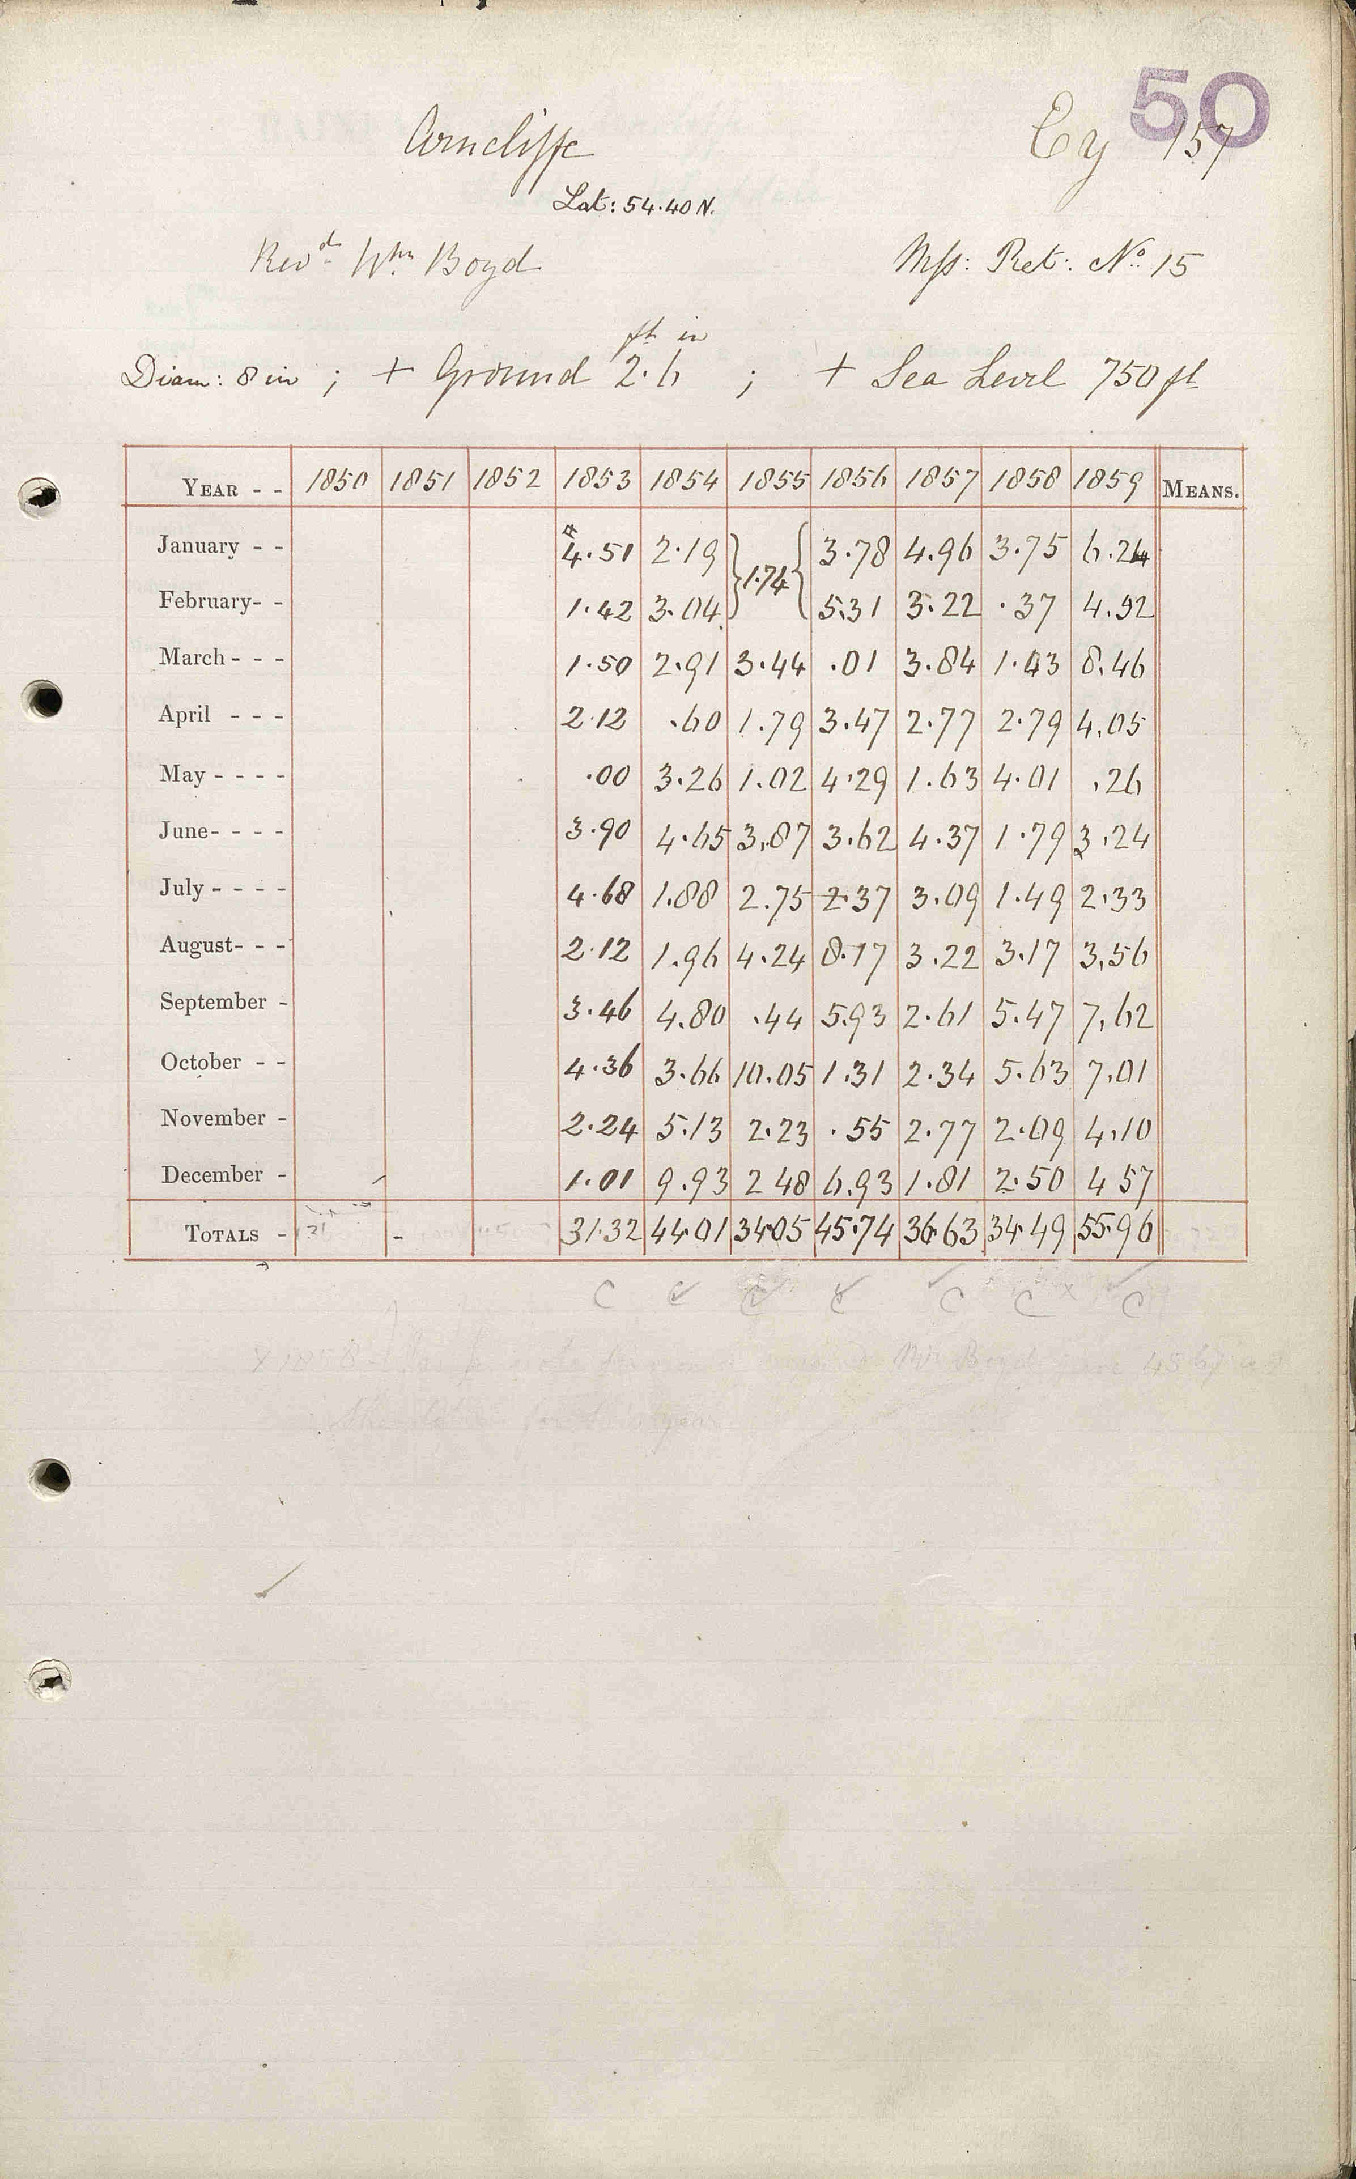 50
Arncliffe
Cy 157
Lat: 54.40 N.
Revd Wm Boyd
Mss: Ret: No 15
ft in
Diam: 8 in ; + Ground 2.6 ; + Sea Level 750 ft
YEAR - - 1850 1851 1852 1853 1854 1855 1856 1857 1858 1859 MEANS.
January - - 4.51 2.19 } 1.74 { 3.78 4.96 3.75 6.24
February- - 1.42 3.04 5.31 3.22 .37 4.52
March - - - 1.50 2.91 3.44 .01 3.84 1.43 8.46
April - - - 2.12 .60 1.79 3.47 2.77 2.79 4.05
May - - - - .00 3.26 1.02 4.29 1.63 4.01 .26
June- - - - 3.90 4.65 3.87 3.62 4.37 1.79 3.24
July - - - - 4.68 1.88 2.75 2.37 3.09 1.49 2.33
August- - - 2.12 1.96 4.24 8.17 3.22 3.17 3.56
September - 3.46 4.80 .44 5.93 2.61 5.47 7.62
October - - 4.36 3.66 10.05 1.31 2.34 5.63 7.01
November - 2.24 5.13 2.23 .55 2.77 2.09 4.10
December - 1.01 9.93 2 48 6.93 1.81 2.50 4 57
TOTALS - 31.32 44.01 34.05 45.74 36.63 34.49 55.96
C C C C C C C